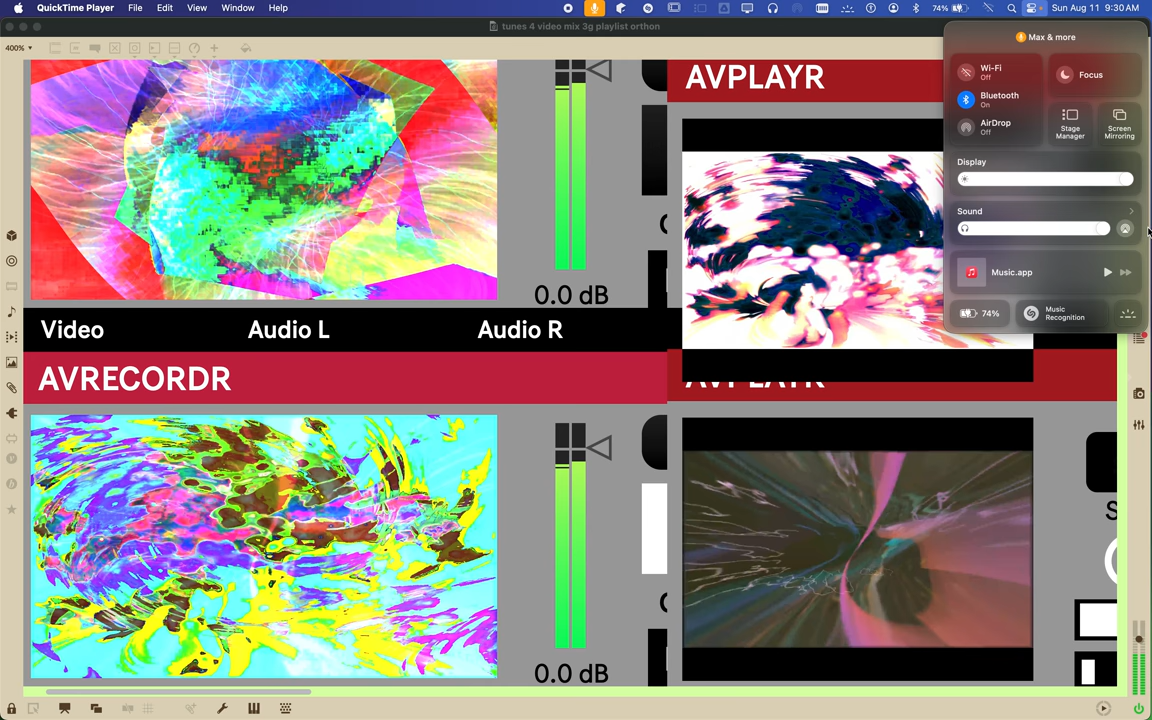 QuickTime Player File Edit View Window Help
74% Sun Aug 11 9:30 AM
tunes 4 video mix 3g playlist orthon
400%
AVPLAYR
0.0 dB
Video Audio L Audio R
AVRECORDR
AVPLAYR
0.0 dB
S
Max & more
Wi-Fi
Off
Bluetooth
On
AirDrop
Off
Focus
Stage
Manager
Screen
Mirroring
Display
Sound
Music.app
74%
Music
Recognition